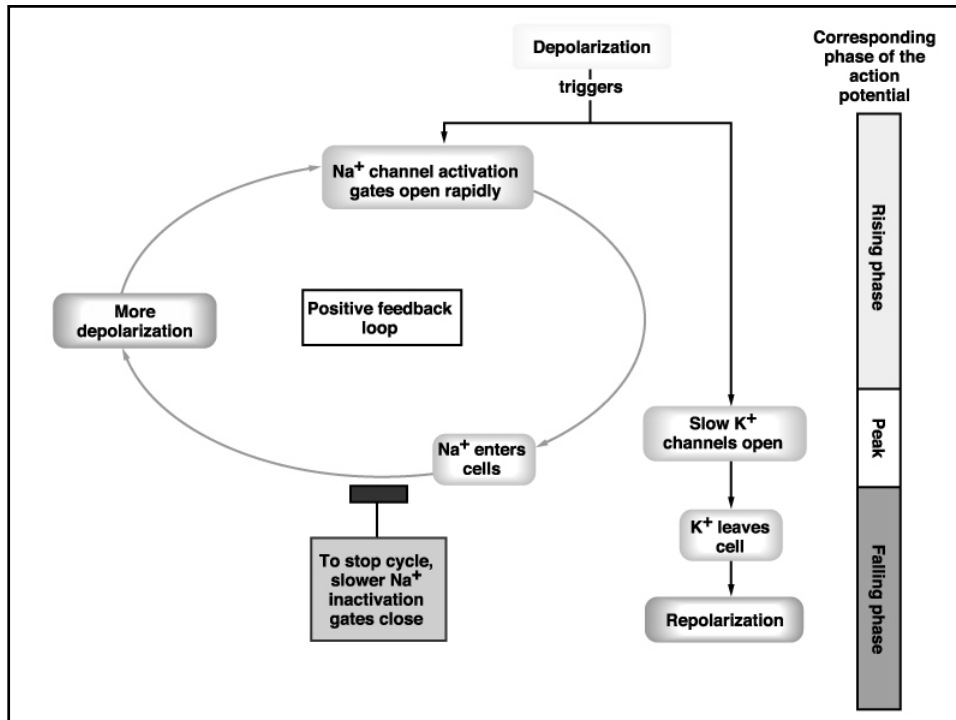 Depolarization
triggers
Corresponding
phase of the
action
potential
Na⁺ channel activation
gates open rapidly
Rising phase
More
depolarization
Positive feedback
loop
Slow K⁺
channels open
Peak
Na⁺ enters
cells
K⁺ leaves
cell
To stop cycle,
slower Na⁺
inactivation
gates close
Repolarization
Falling phase